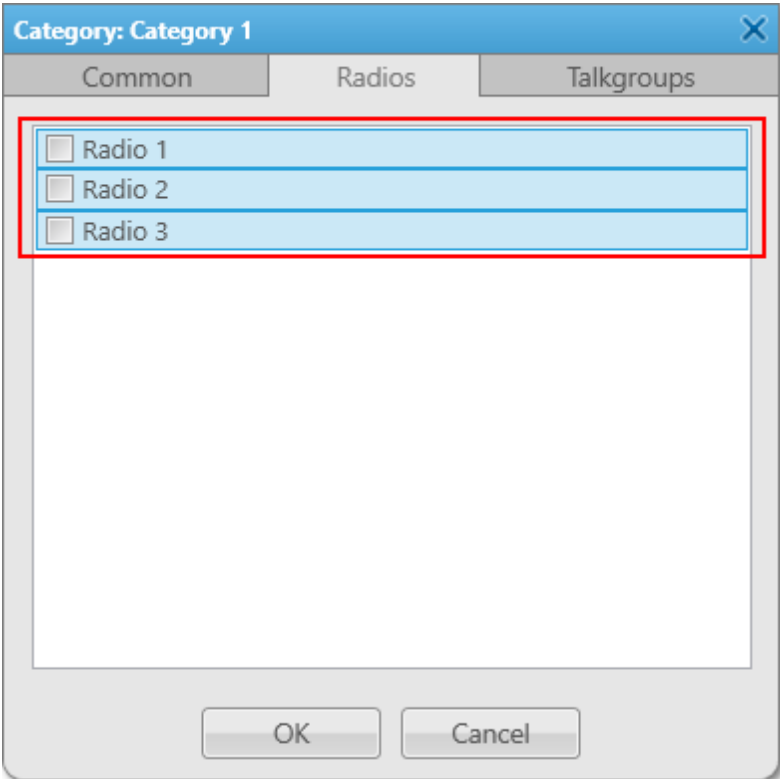 Category: Category 1
Common Radios Talkgroups
Radio 1
Radio 2
Radio 3
OK Cancel